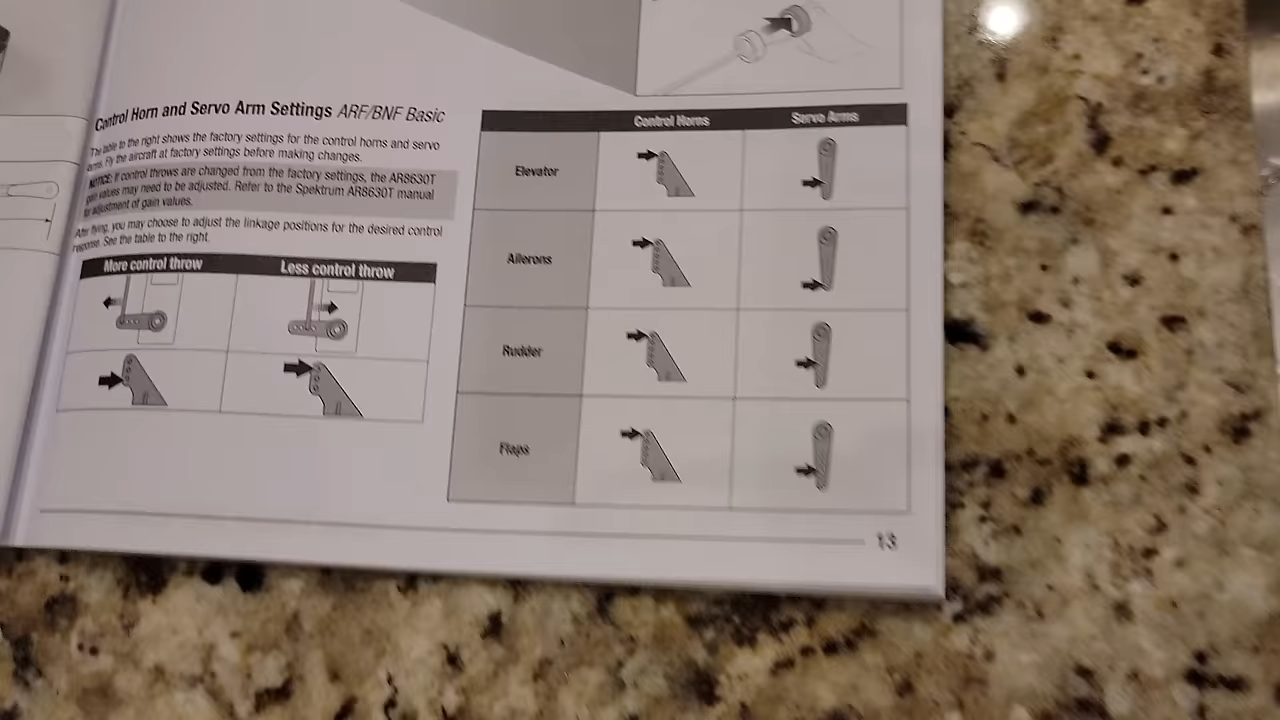 Control Horn and Servo Arm Settings ARF/BNF Basic
The table to the right shows the factory settings for the control horns and servo
arms. Fly the aircraft at factory settings before making changes.
NOTICE: If control throws are changed from the factory settings, the AR8630T
gain values may need to be adjusted. Refer to the Spektrum AR8630T manual
for adjustment of gain values.
After flying, you may choose to adjust the linkage positions for the desired control
response. See the table to the right.
More control throw
Less control throw
Control Horns
Servo Arms
Elevator
Ailerons
Rudder
Flaps
13